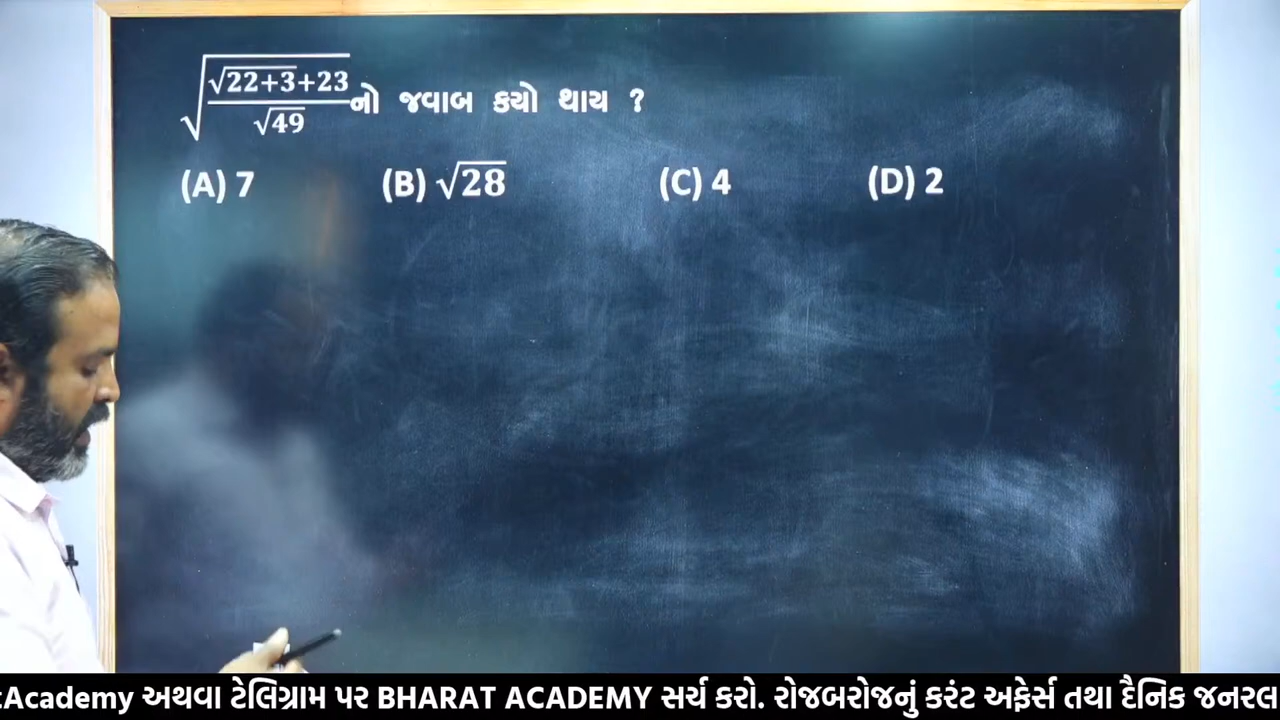 √((√(22+3)+23)/√49) નો જવાબ કયો થાય ?
(A) 7 (B) √28 (C) 4 (D) 2
Academy અથવા ટેલિગ્રામ પર BHARAT ACADEMY સર્ચ કરો. રોજબરોજનું કરંટ અફેર્સ તથા દૈનિક જનરલ